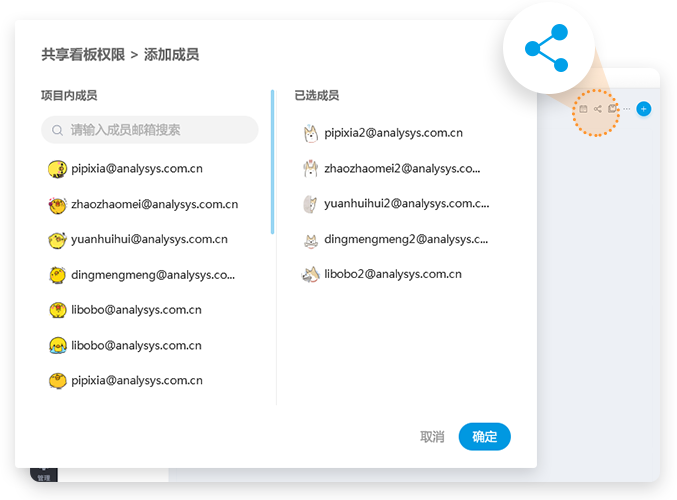 共享看板权限 > 添加成员
项目内成员
请输入成员邮箱搜索
pipixia@analysys.com.cn
zhaozhaomei@analysys.com.cn
yuanhuihui@analysys.com.cn
dingmengmeng@analysys.co...
libobo@analysys.com.cn
libobo@analysys.com.cn
pipixia@analysys.com.cn
已选成员
pipixia2@analysys.com.cn
zhaozhaomei2@analysys.co...
yuanhuihui2@analysys.com.c...
dingmengmeng2@analysys.c...
libobo2@analysys.com.cn
取消
确定
管理